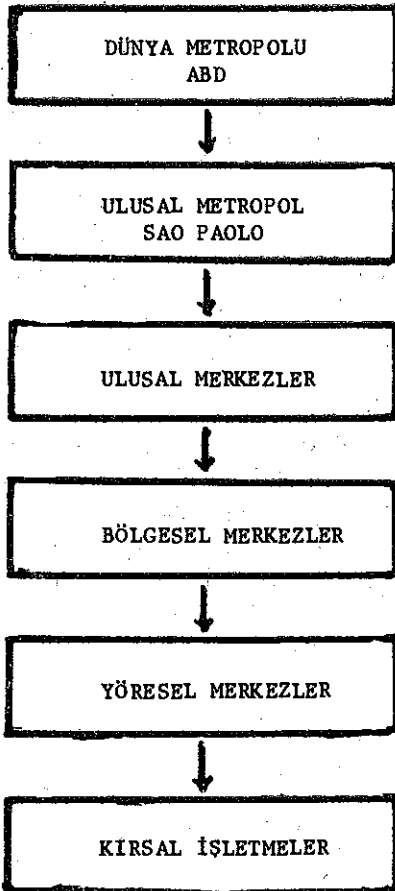 DÜNYA METROPOLU
ABD
ULUSAL METROPOL
SAO PAOLO
ULUSAL MERKEZLER
BÖLGESEL MERKEZLER
YÖRESEL MERKEZLER
KIRSAL İŞLETMELER